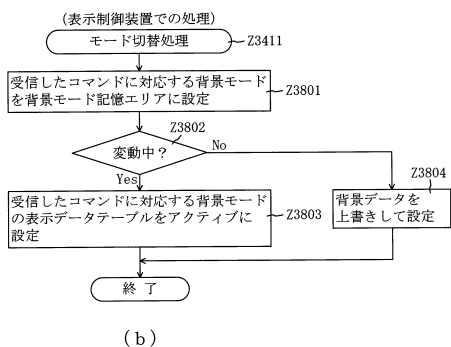 (表示制御装置での処理)
モード切替処理
Z3411
受信したコマンドに対応する背景モード
を背景モード記憶エリアに設定
Z3801
Z3802
変動中?
No
Yes
Z3804
受信したコマンドに対応する背景モード
の表示データテーブルをアクティブに
設定
Z3803
背景データを
上書きして設定
終了
(b)